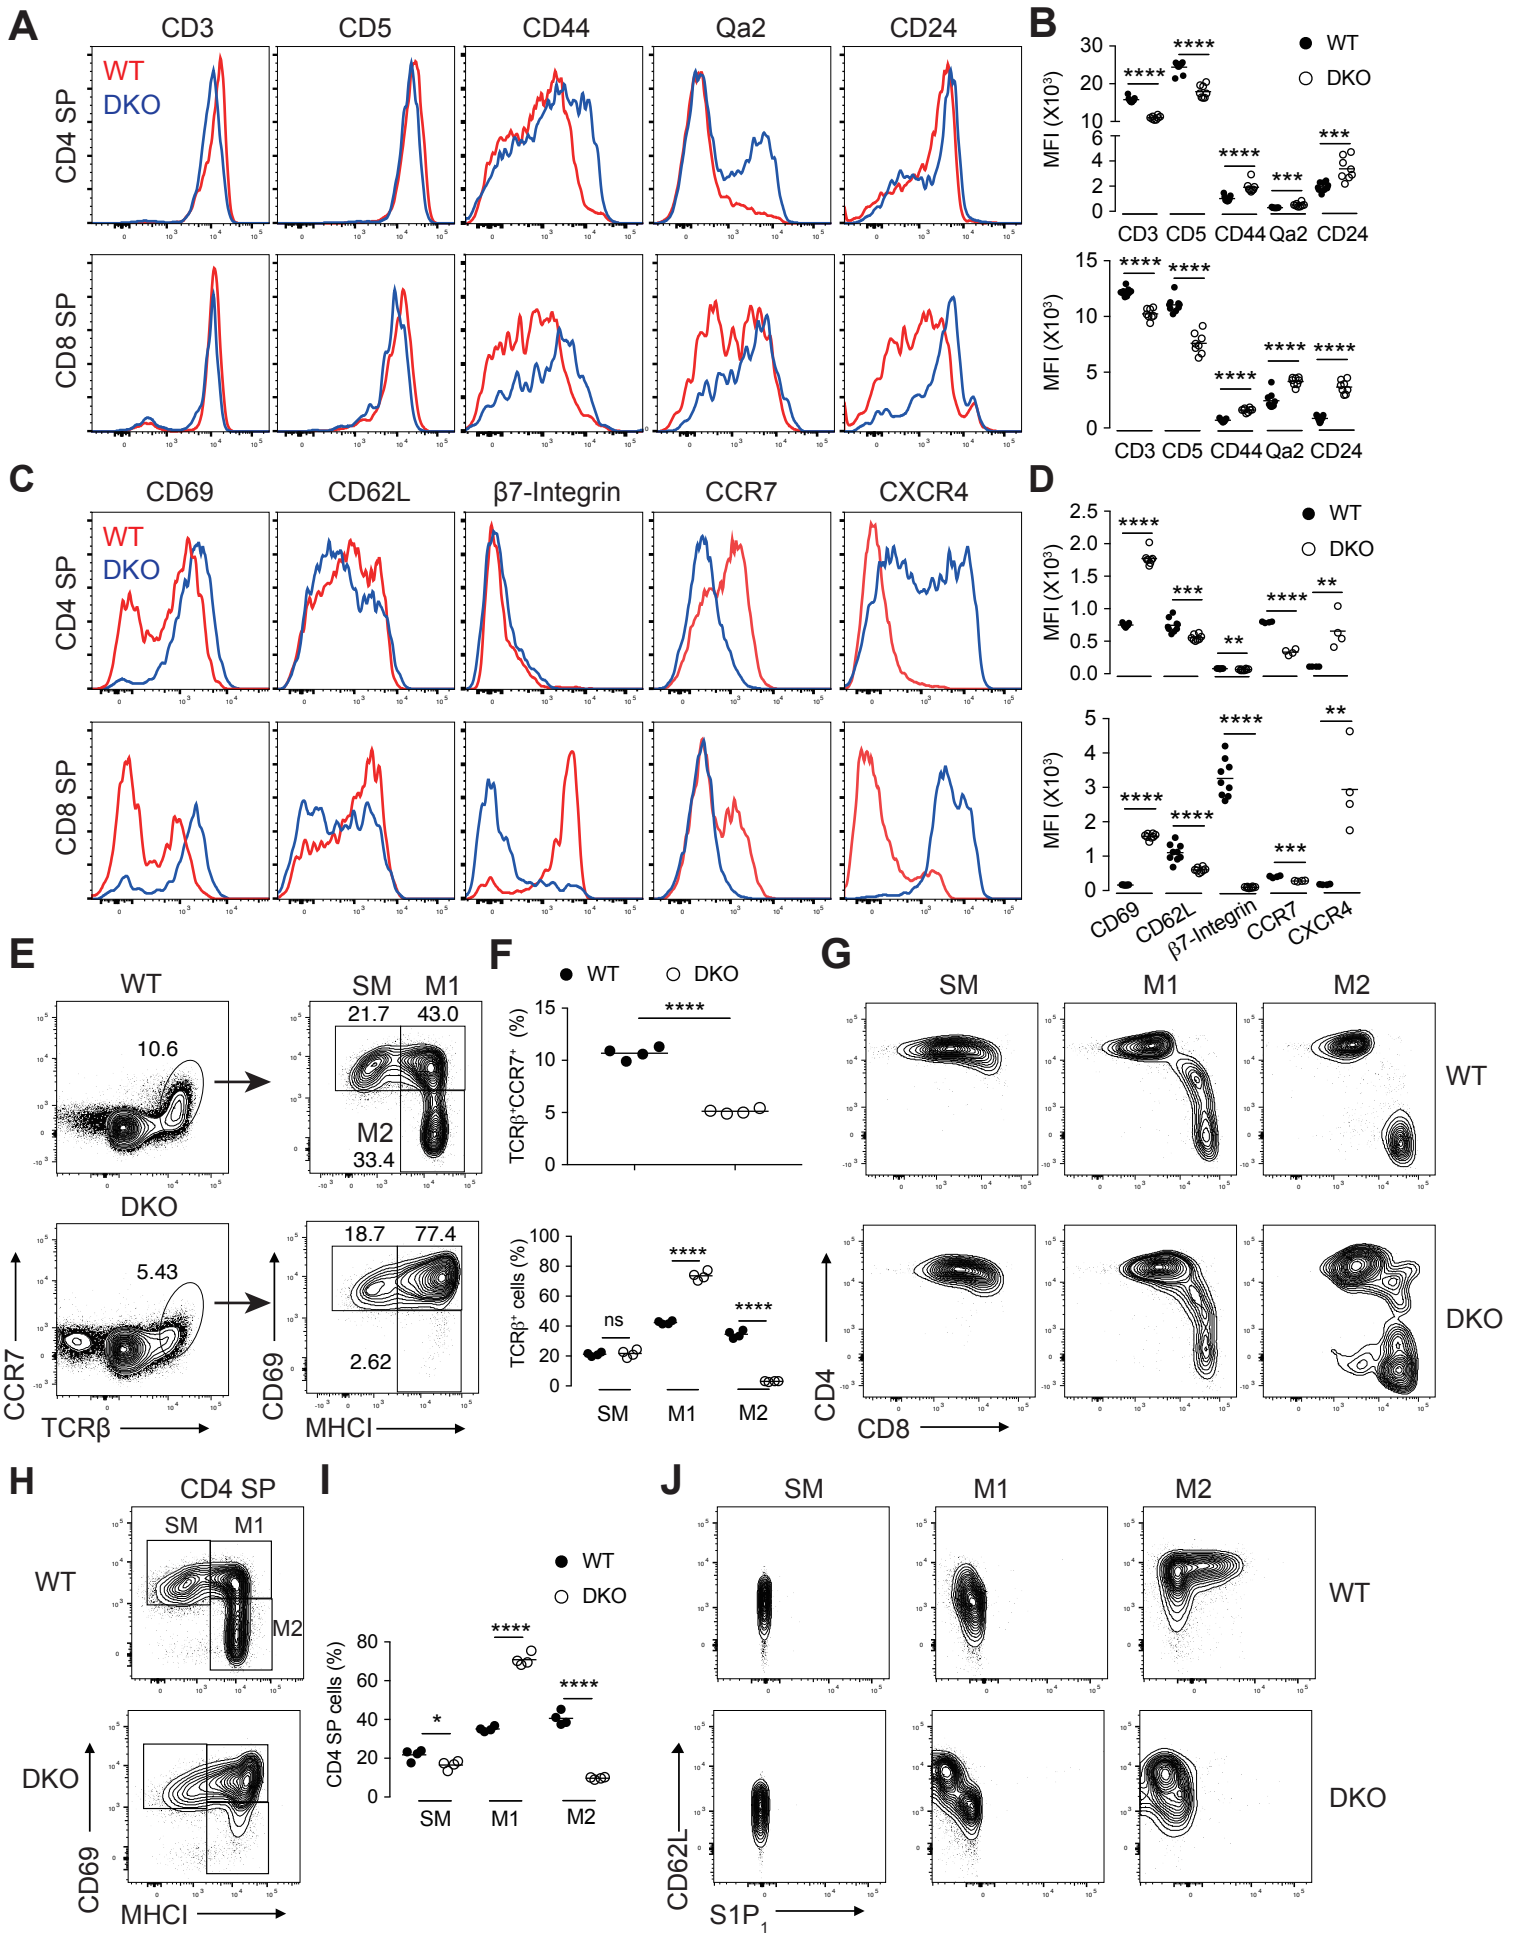 A
CD3 CD5 CD44 Qa2 CD24
WT
DKO
CD4 SP
CD8 SP
0 10³ 10⁴ 10⁵
B
WT
DKO
MFI (X10³)
30
20
10
6
4
2
0
**** **** **** *** ***
CD3 CD5 CD44 Qa2 CD24
MFI (X10³)
15
10
5
0
**** **** **** **** ****
CD3 CD5 CD44 Qa2 CD24
C
CD69 CD62L β7-Integrin CCR7 CXCR4
WT
DKO
CD4 SP
CD8 SP
0 10³ 10⁴
D
WT
DKO
MFI (X10³)
2.5
2.0
1.5
1.0
0.5
0.0
**** *** ** **** **
MFI (X10³)
5
4
3
2
1
0
**** **** **** *** **
CD69 CD62L β7-Integrin CCR7 CXCR4
E
WT
10.6
SM M1
21.7 43.0
M2
33.4
DKO
5.43
18.7 77.4
2.62
CCR7
TCRβ
CD69
MHCI
F
WT DKO
TCRβ⁺CCR7⁺ (%)
15
10
5
0
****
TCRβ⁺ cells (%)
100
80
60
40
20
0
ns **** ****
SM M1 M2
G
SM M1 M2
WT
DKO
CD4
CD8
H
CD4 SP
SM M1
M2
WT
DKO
CD69
MHCI
I
WT
DKO
CD4 SP cells (%)
80
60
40
20
0
* **** ****
SM M1 M2
J
SM M1 M2
WT
DKO
CD62L
S1P₁